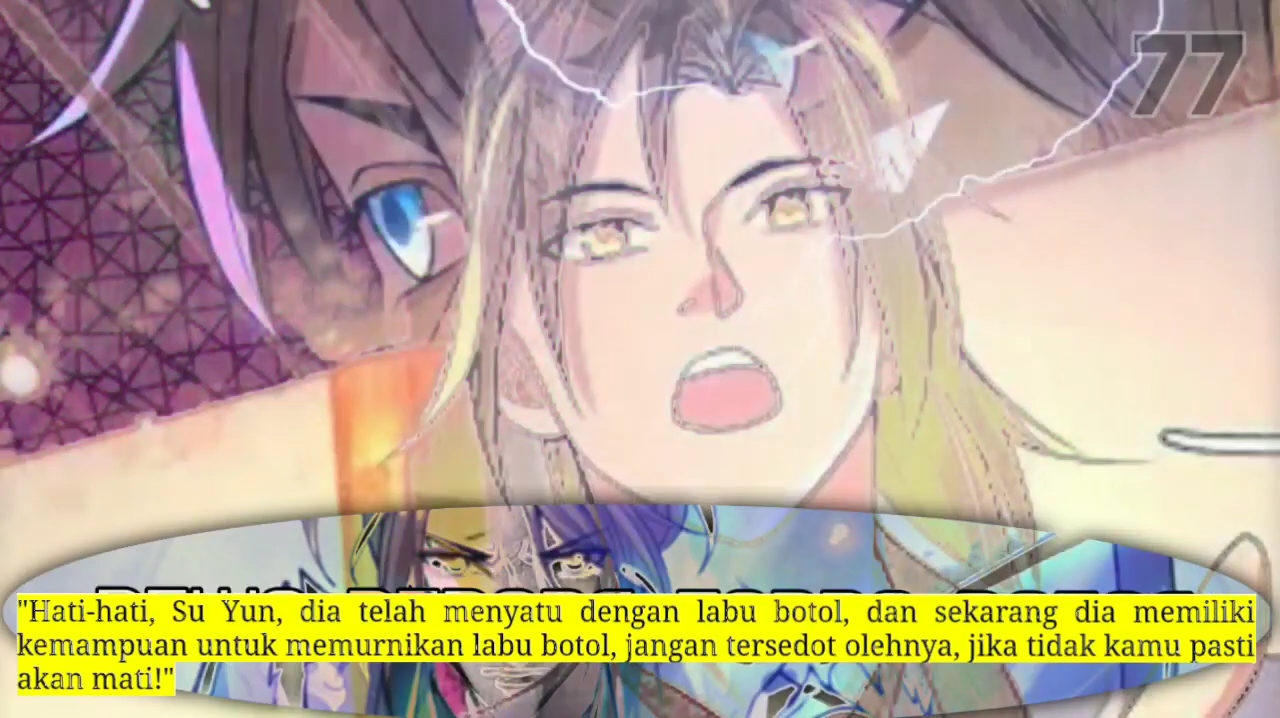 77
"Hati-hati, Su Yun, dia telah menyatu dengan labu botol, dan sekarang dia memiliki
kemampuan untuk memurnikan labu botol, jangan tersedot olehnya, jika tidak kamu pasti
akan mati!"